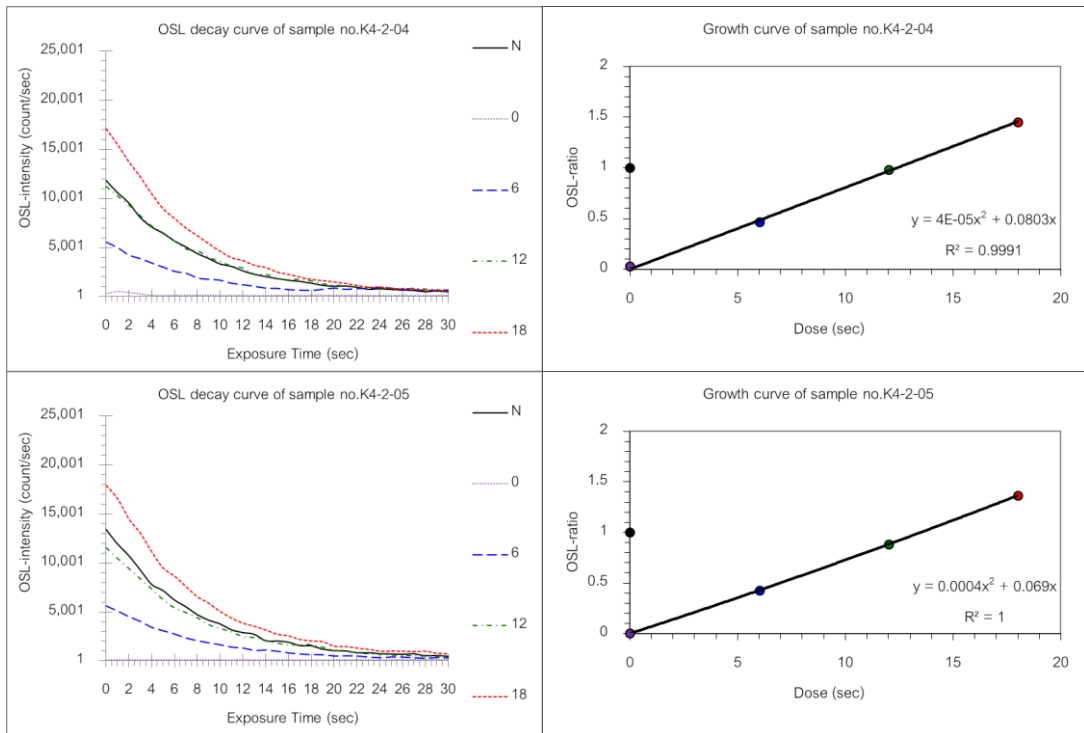 OSL decay curve of sample no.K4-2-04
OSL-intensity (count/sec)
25,001
20,001
15,001
10,001
5,001
1
0 2 4 6 8 10 12 14 16 18 20 22 24 26 28 30
Exposure Time (sec)
N
0
6
12
18
Growth curve of sample no.K4-2-04
OSL-ratio
2
1.5
1
0.5
0
0 5 10 15 20
Dose (sec)
y = 4E-05x² + 0.0803x
R² = 0.9991
OSL decay curve of sample no.K4-2-05
OSL-intensity (count/sec)
25,001
20,001
15,001
10,001
5,001
1
0 2 4 6 8 10 12 14 16 18 20 22 24 26 28 30
Exposure Time (sec)
N
0
6
12
18
Growth curve of sample no.K4-2-05
OSL-ratio
2
1.5
1
0.5
0
0 5 10 15 20
Dose (sec)
y = 0.0004x² + 0.069x
R² = 1